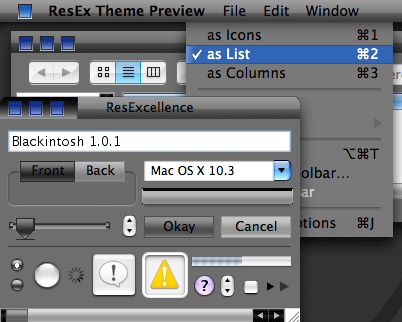 ResEx Theme Preview File Edit Window
as Icons ⌘1
✓ as List ⌘2
as Columns ⌘3
ResExcellence
Blackintosh 1.0.1
⌥⌘T
Front Back Mac OS X 10.3
olbar...
ar
Okay Cancel
ptions ⌘J